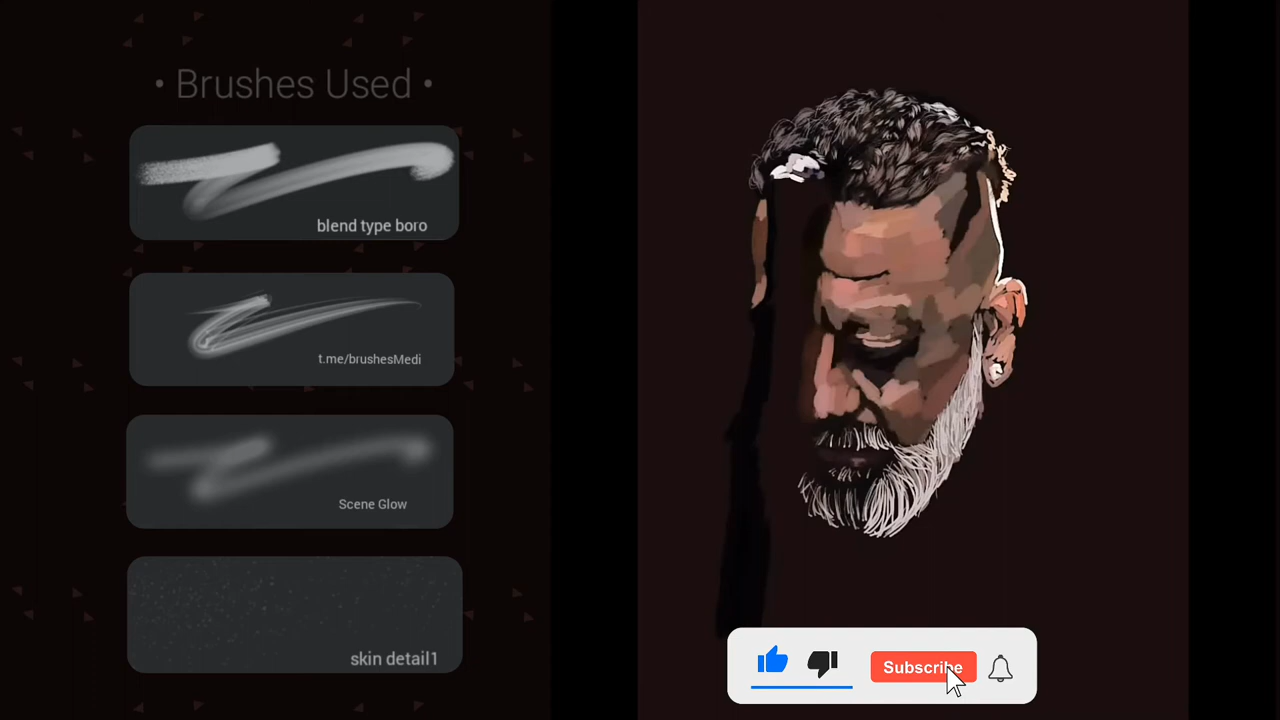 • Brushes Used •
blend type boro
t.me/brushesMedi
Scene Glow
skin detail1
Subscribe